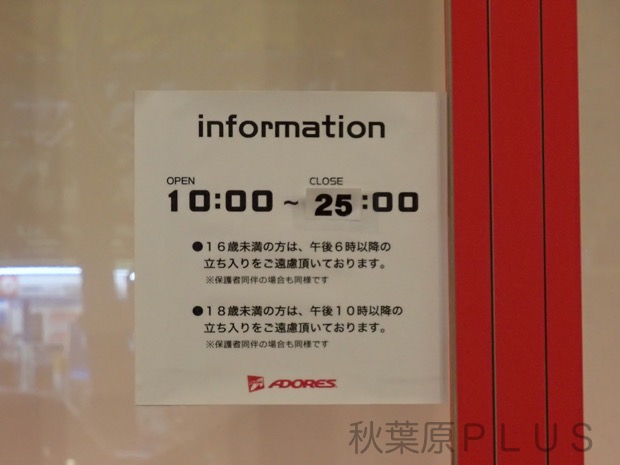 information
OPEN CLOSE
10:00 ~ 25:00
●16歳未満の方は、午後6時以降の
立ち入りをご遠慮頂いております。
※保護者同伴の場合も同様です
●18歳未満の方は、午後10時以降の
立ち入りをご遠慮頂いております。
※保護者同伴の場合も同様です
ADORES
秋葉原PLUS